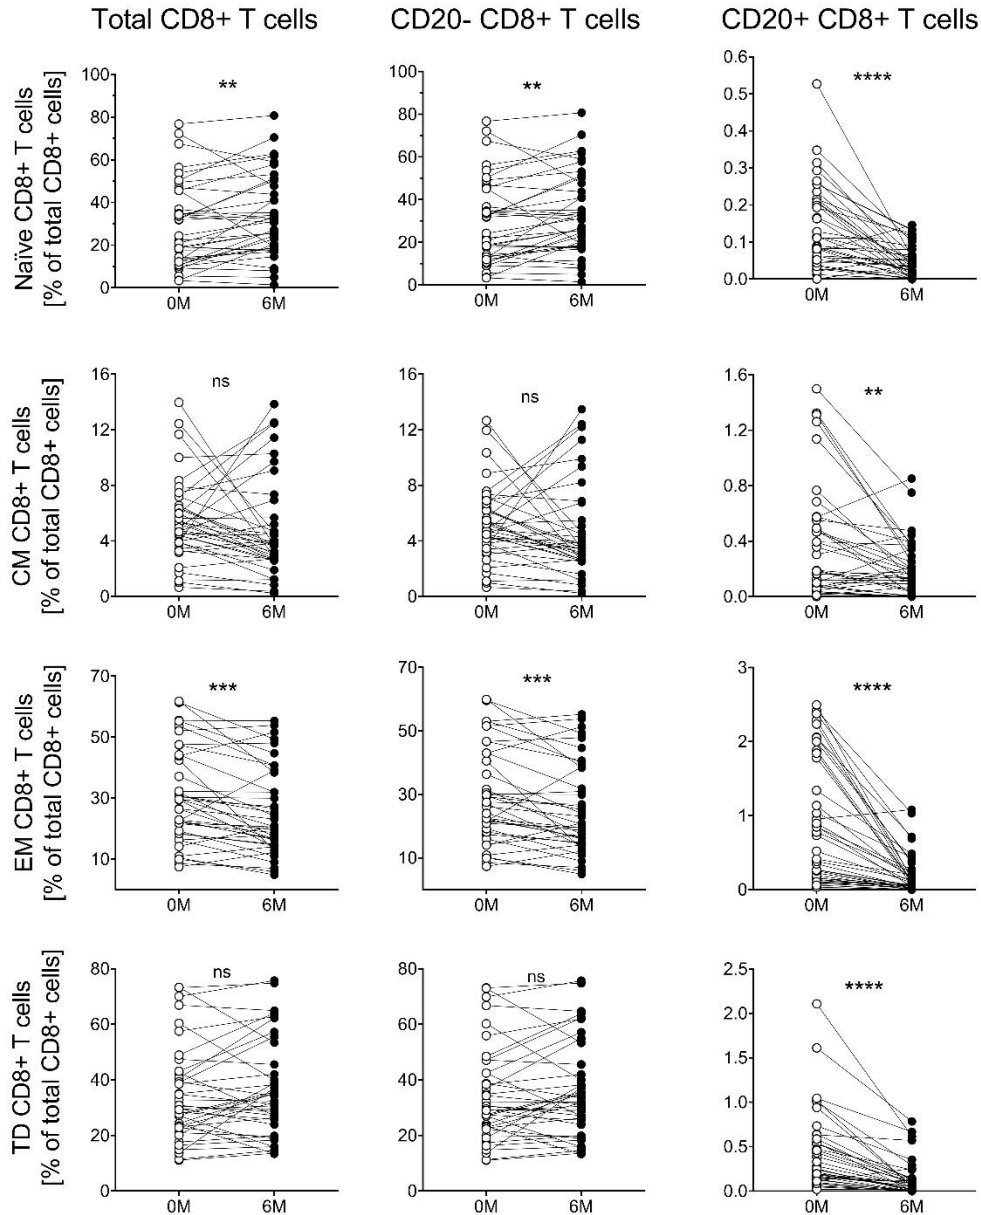 Total CD8+ T cells
CD20- CD8+ T cells
CD20+ CD8+ T cells
Naïve CD8+ T cells
[% of total CD8+ cells]
100
80
60
40
20
0
**
0M
6M
100
80
60
40
20
0
**
0M
6M
0.6
0.5
0.4
0.3
0.2
0.1
0.0
****
0M
6M
CM CD8+ T cells
[% of total CD8+ cells]
16
12
8
4
0
ns
0M
6M
16
12
8
4
0
ns
0M
6M
1.6
1.2
0.8
0.4
0.0
**
0M
6M
EM CD8+ T cells
[% of total CD8+ cells]
70
50
30
10
***
0M
6M
70
50
30
10
***
0M
6M
3
2
1
0
****
0M
6M
TD CD8+ T cells
[% of total CD8+ cells]
80
60
40
20
0
ns
0M
6M
80
60
40
20
0
ns
0M
6M
2.5
2.0
1.5
1.0
0.5
0.0
****
0M
6M